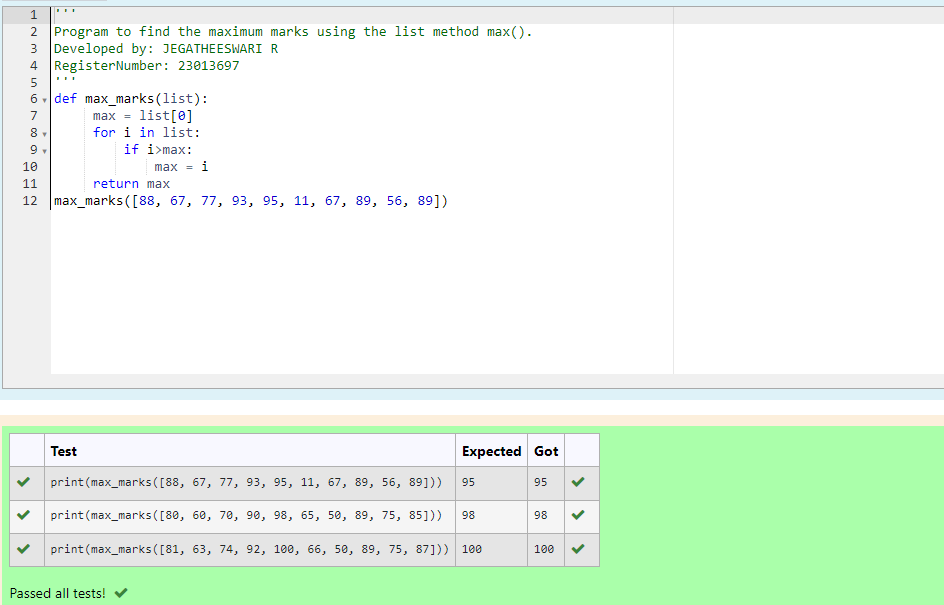 1 '''
2 Program to find the maximum marks using the list method max().
3 Developed by: JEGATHEESWARI R
4 RegisterNumber: 23013697
5 '''
6 def max_marks(list):
7 max = list[0]
8 for i in list:
9 if i>max:
10 max = i
11 return max
12 max_marks([88, 67, 77, 93, 95, 11, 67, 89, 56, 89])
Test Expected Got
print(max_marks([88, 67, 77, 93, 95, 11, 67, 89, 56, 89])) 95 95
print(max_marks([80, 60, 70, 90, 98, 65, 50, 89, 75, 85])) 98 98
print(max_marks([81, 63, 74, 92, 100, 66, 50, 89, 75, 87])) 100 100
Passed all tests!